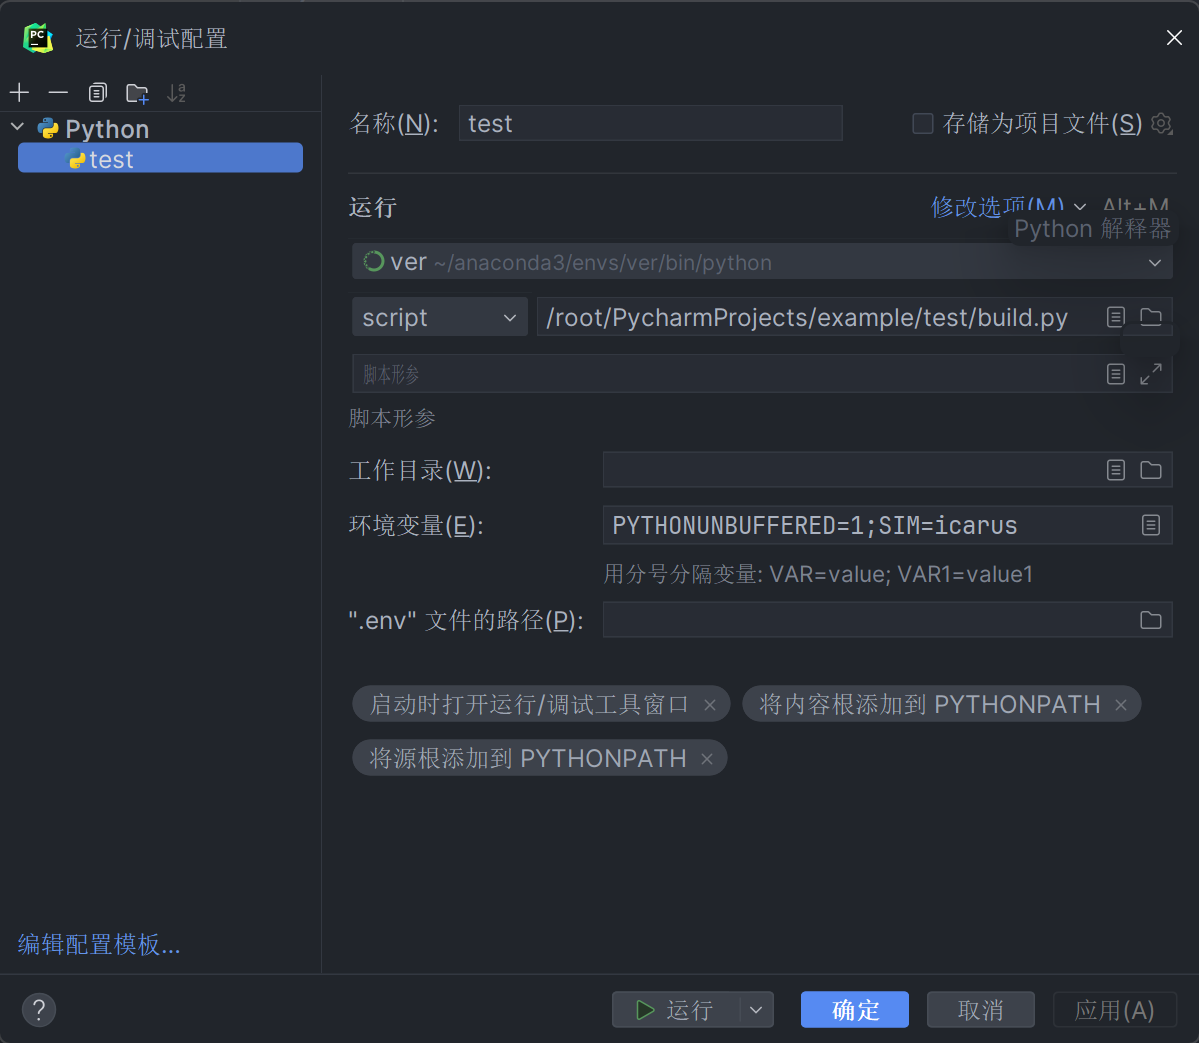 运行/调试配置
Python
test
名称(N):
test
存储为项目文件(S)
运行
修改选项(M)
Alt+M
Python 解释器
ver ~/anaconda3/envs/ver/bin/python
script
/root/PycharmProjects/example/test/build.py
脚本形参
脚本形参
工作目录(W):
环境变量(E):
PYTHONUNBUFFERED=1;SIM=icarus
用分号分隔变量: VAR=value; VAR1=value1
".env" 文件的路径(P):
启动时打开运行/调试工具窗口 ×
将内容根添加到 PYTHONPATH ×
将源根添加到 PYTHONPATH ×
编辑配置模板...
?
运行
确定
取消
应用(A)